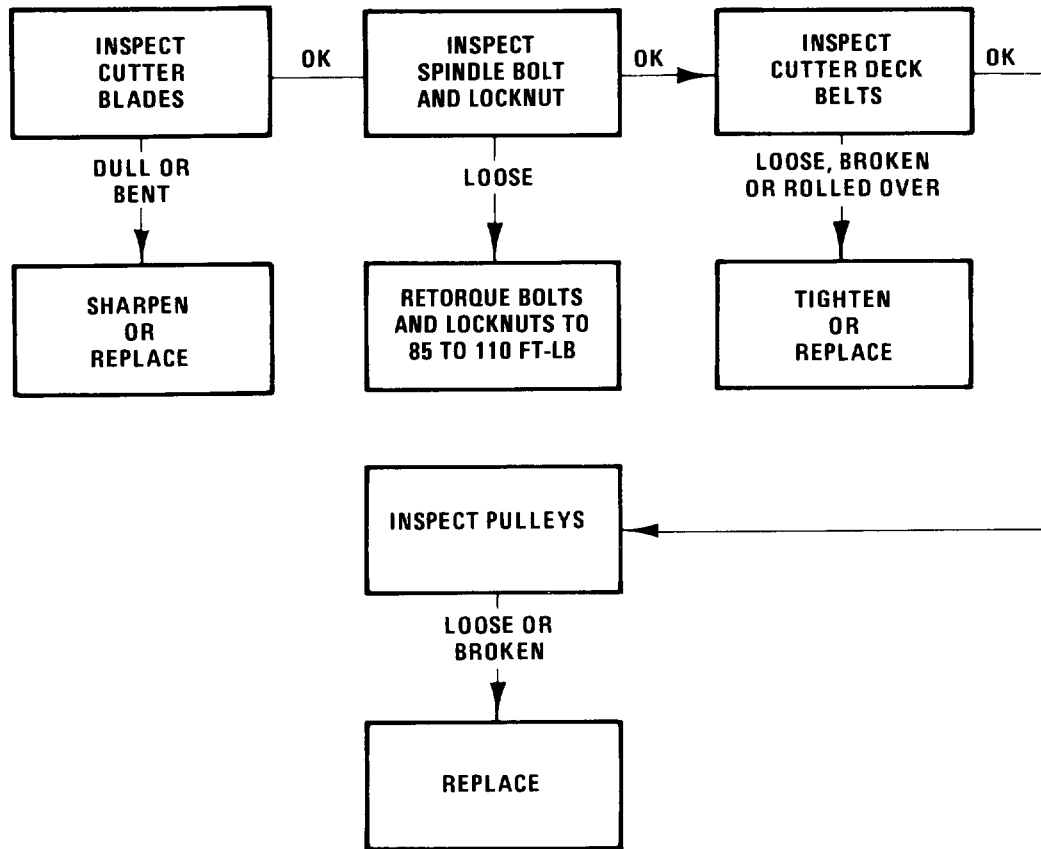 INSPECT
CUTTER
BLADES
OK
INSPECT
SPINDLE BOLT
AND LOCKNUT
OK
INSPECT
CUTTER DECK
BELTS
OK
DULL OR
BENT
LOOSE
LOOSE, BROKEN
OR ROLLED OVER
SHARPEN
OR
REPLACE
RETORQUE BOLTS
AND LOCKNUTS TO
85 TO 110 FT-LB
TIGHTEN
OR
REPLACE
INSPECT PULLEYS
LOOSE OR
BROKEN
REPLACE